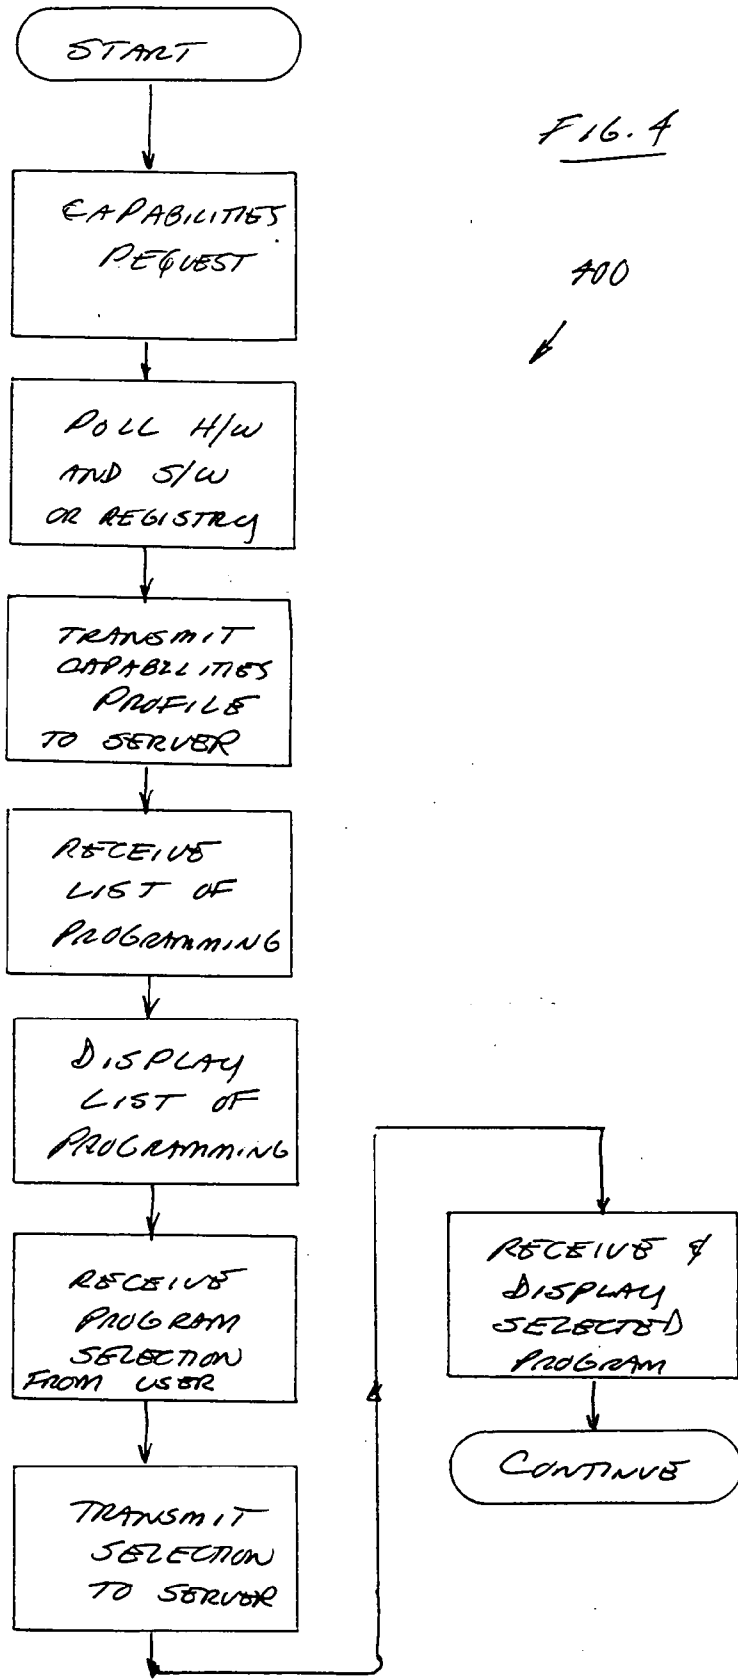 START
FIG. 4
CAPABILITIES
REQUEST
400
POLL H/W
AND S/W
OR REGISTRY
TRANSMIT
CAPABILITIES
PROFILE
TO SERVER
RECEIVE
LIST OF
PROGRAMMING
DISPLAY
LIST OF
PROGRAMMING
RECEIVE
PROGRAM
SELECTION
FROM USER
TRANSMIT
SELECTION
TO SERVER
RECEIVE &
DISPLAY
SELECTED
PROGRAM
CONTINUE